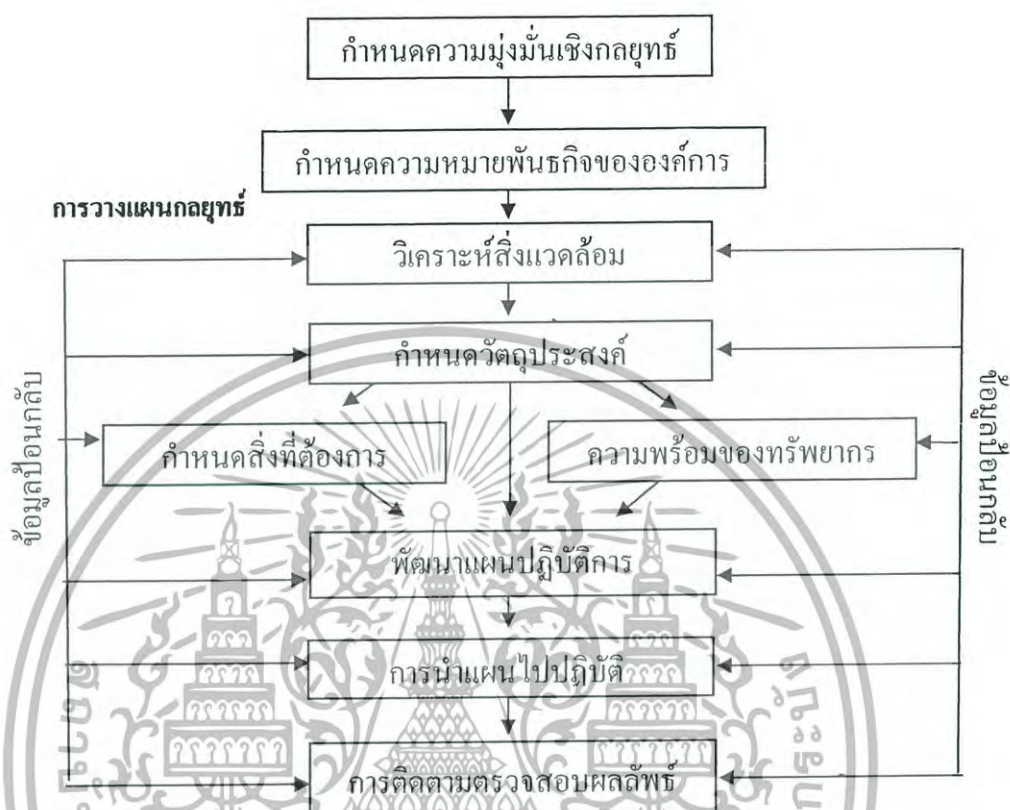 กำหนดความมุ่งมั่นเชิงกลยุทธ์
กำหนดความหมายพันธกิจขององค์การ
การวางแผนกลยุทธ์
วิเคราะห์สิ่งแวดล้อม
กำหนดวัตถุประสงค์
ข้อมูลป้อนกลับ
ข้อมูลป้อนกลับ
กำหนดสิ่งที่ต้องการ
ความพร้อมของทรัพยากร
พัฒนาแผนปฏิบัติการ
การนำแผนไปปฏิบัติ
การติดตามตรวจสอบผลลัพธ์